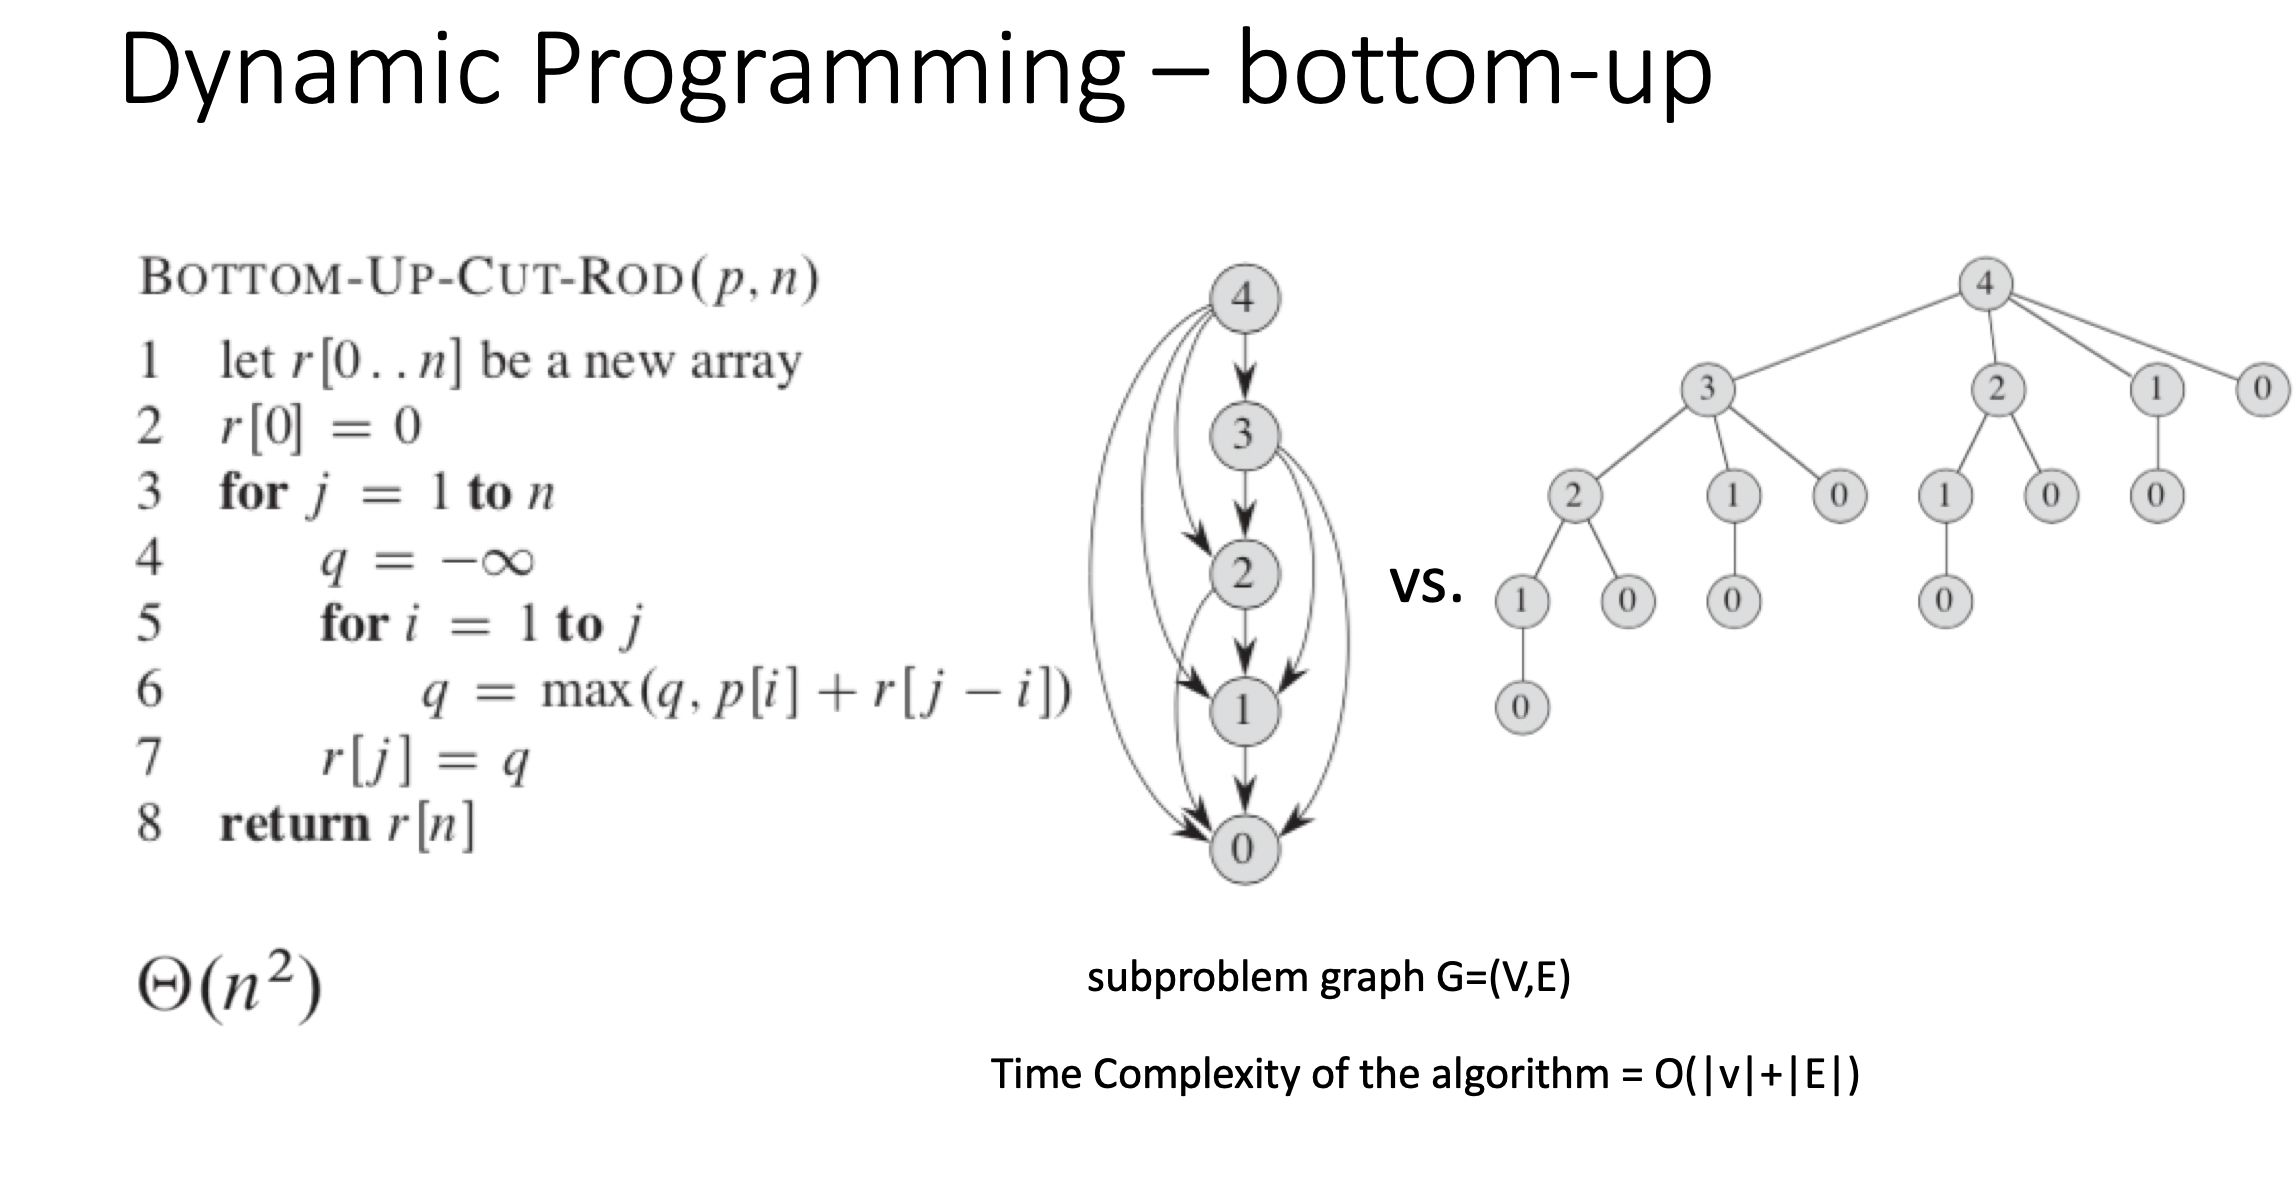 Dynamic Programming – bottom-up
BOTTOM-UP-CUT-ROD(p, n)
1 let r[0 . . n] be a new array
2 r[0] = 0
3 for j = 1 to n
4 q = −∞
5 for i = 1 to j
6 q = max(q, p[i] + r[j − i])
7 r[j] = q
8 return r[n]
Θ(n²)
4
3
2
1
0
vs.
4
3 2 1 0
2 1 0 1 0 0
1 0 0 0
0
subproblem graph G=(V,E)
Time Complexity of the algorithm = O(|v|+|E|)